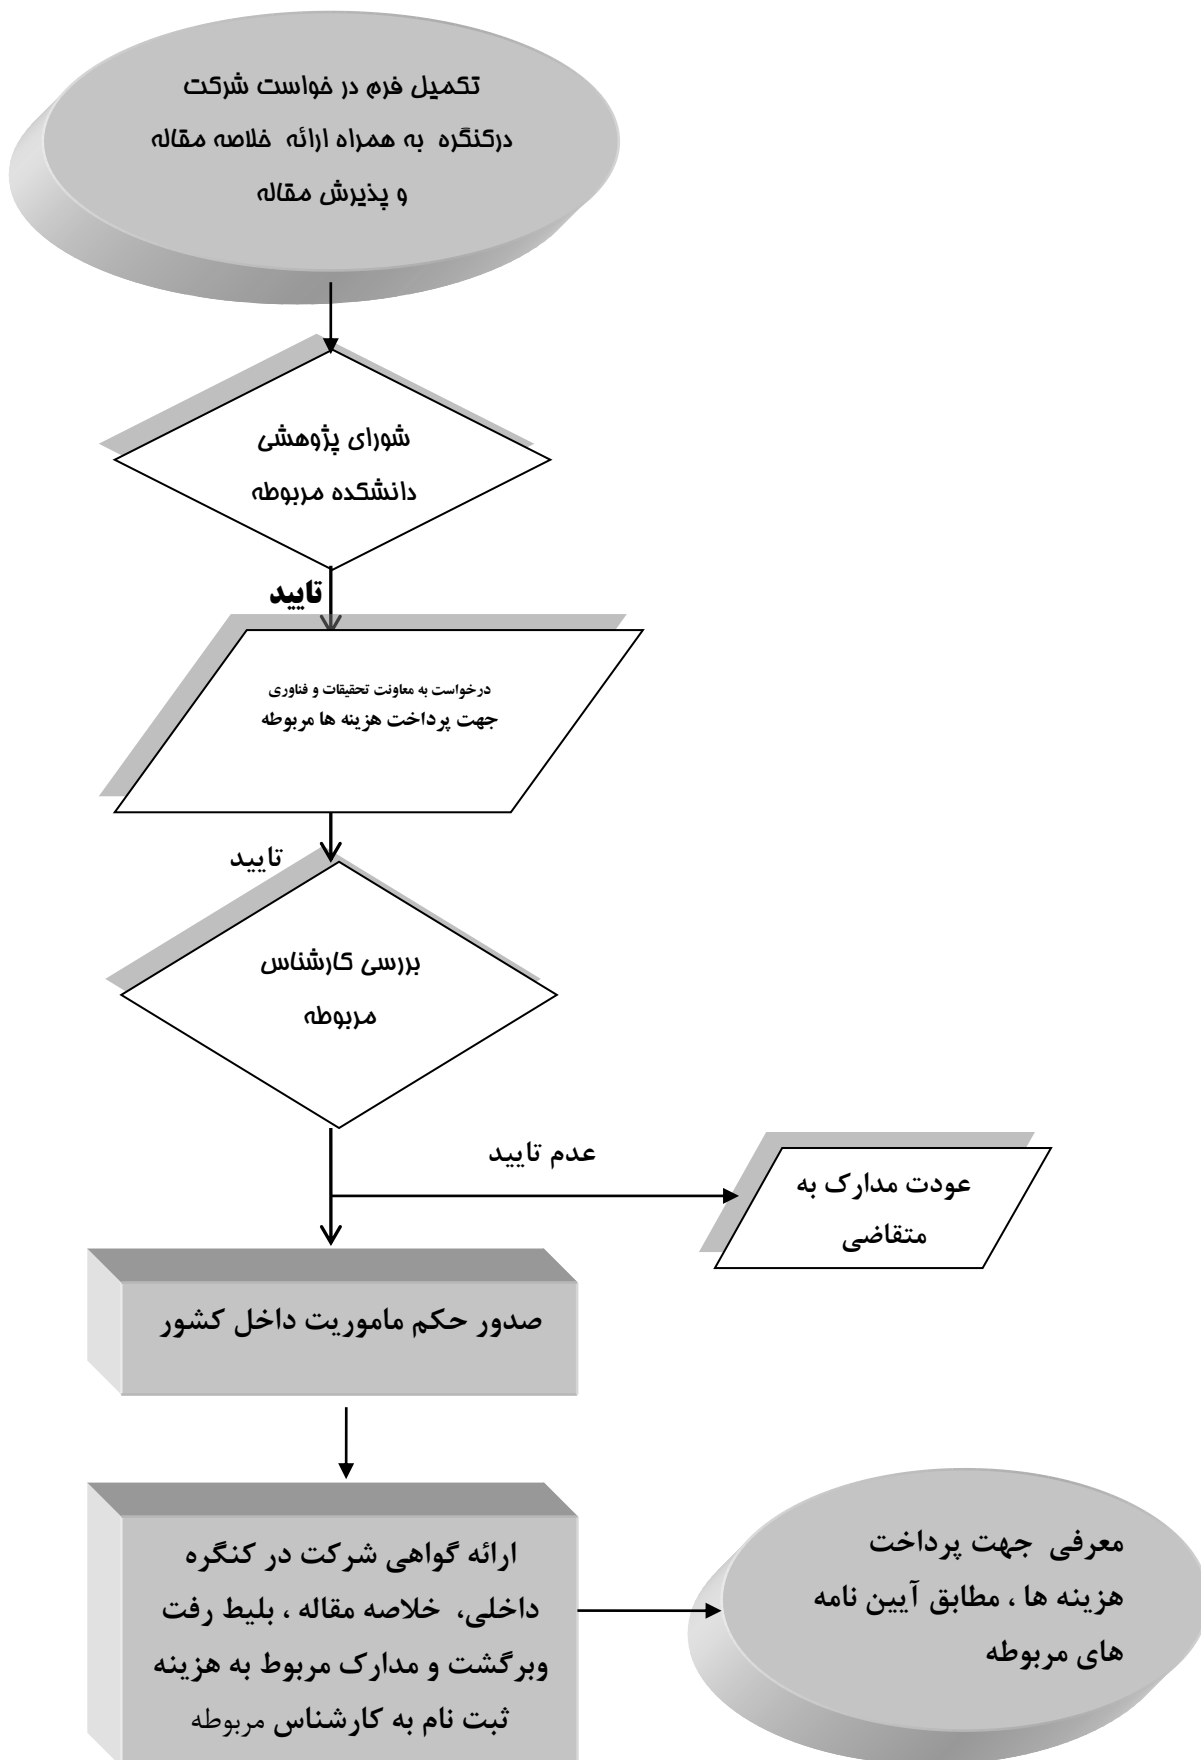 تکمیل فرم در خواست شرکت
درکنگره به همراه ارائه خلاصه مقاله
و پذیرش مقاله
شورای پژوهشی
دانشکده مربوطه
تایید
درخواست به معاونت تحقیقات و فناوری
جهت پرداخت هزینه ها مربوطه
تایید
بررسی کارشناس
مربوطه
عدم تایید
عودت مدارک به
متقاضی
صدور حکم ماموریت داخل کشور
ارائه گواهی شرکت در کنگره
داخلی، خلاصه مقاله ، بلیط رفت
وبرگشت و مدارک مربوط به هزینه
ثبت نام به کارشناس مربوطه
معرفی جهت پرداخت
هزینه ها ، مطابق آیین نامه
های مربوطه